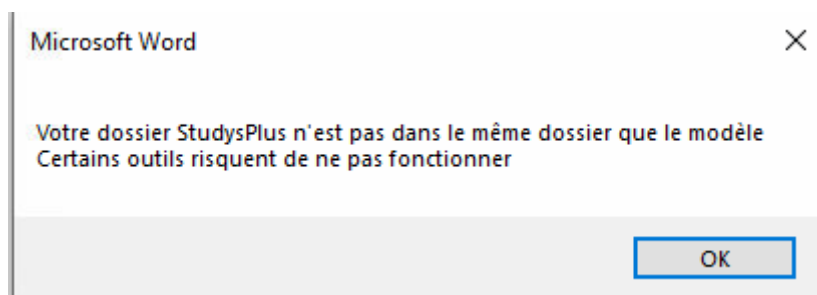 Microsoft Word
Votre dossier StudysPlus n'est pas dans le même dossier que le modèle
Certains outils risquent de ne pas fonctionner
OK